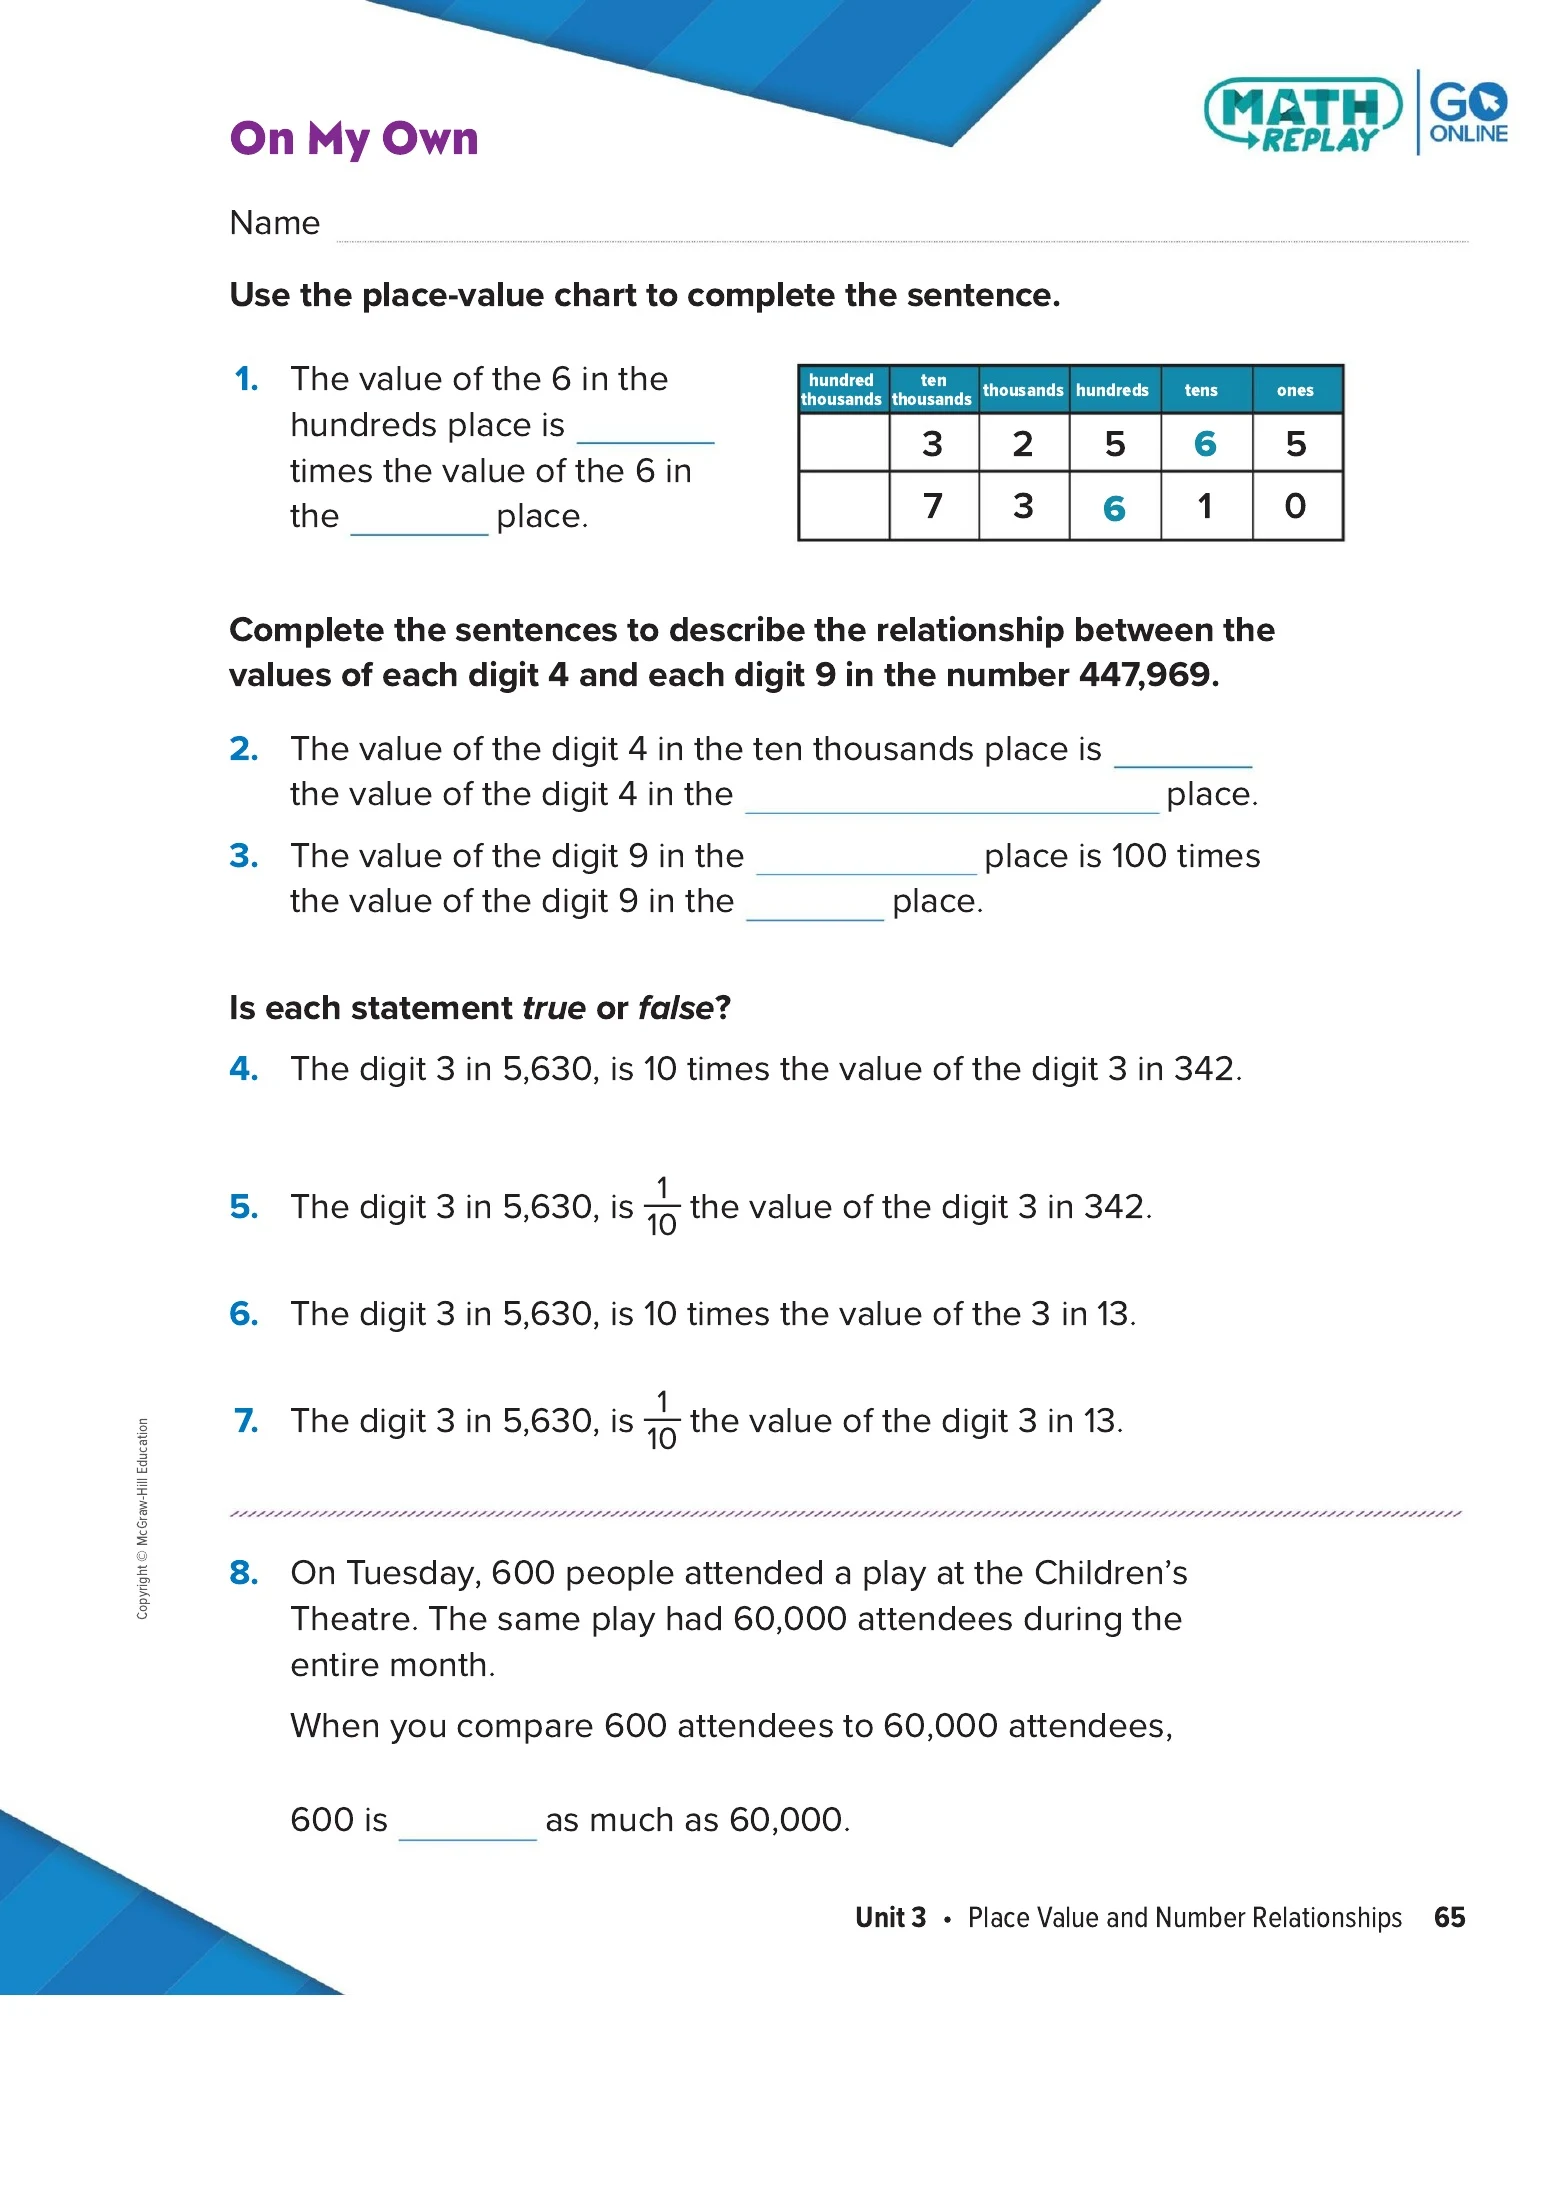 MATH REPLAY
GO ONLINE
On My Own
Name
Use the place-value chart to complete the sentence.
1. The value of the 6 in the
hundreds place is ________
times the value of the 6 in
the ________ place.
hundred thousands ten thousands thousands hundreds tens ones
3 2 5 6 5
7 3 6 1 0
Complete the sentences to describe the relationship between the
values of each digit 4 and each digit 9 in the number 447,969.
2. The value of the digit 4 in the ten thousands place is ________
the value of the digit 4 in the ________ place.
3. The value of the digit 9 in the ________ place is 100 times
the value of the digit 9 in the ________ place.
Is each statement true or false?
4. The digit 3 in 5,630, is 10 times the value of the digit 3 in 342.
5. The digit 3 in 5,630, is 1/10 the value of the digit 3 in 342.
6. The digit 3 in 5,630, is 10 times the value of the 3 in 13.
7. The digit 3 in 5,630, is 1/10 the value of the digit 3 in 13.
8. On Tuesday, 600 people attended a play at the Children’s
Theatre. The same play had 60,000 attendees during the
entire month.
When you compare 600 attendees to 60,000 attendees,
600 is ________ as much as 60,000.
Copyright © McGraw-Hill Education
Unit 3 • Place Value and Number Relationships 65